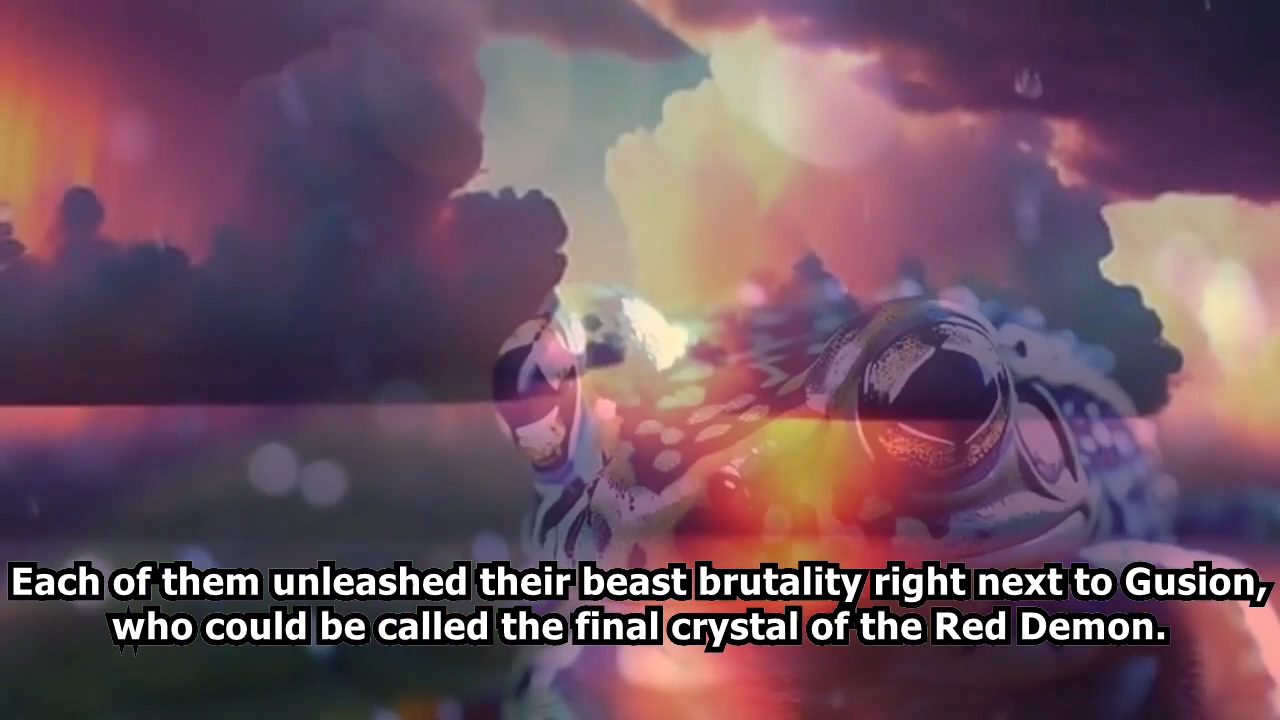 Each of them unleashed their beast brutality right next to Gusion,
who could be called the final crystal of the Red Demon.